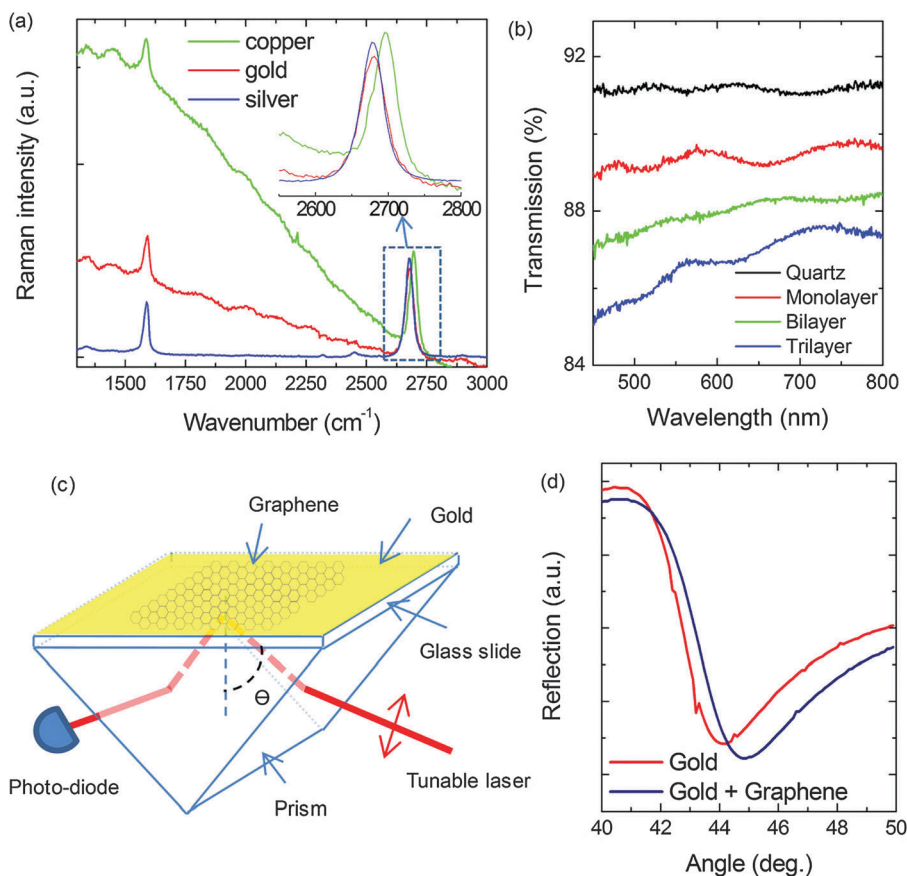 (a)
copper
gold
silver
Raman intensity (a.u.)
2600 2700 2800
1500 1750 2000 2250 2500 2750 3000
Wavenumber (cm⁻¹)
(b)
92
88
84
Transmission (%)
Quartz
Monolayer
Bilayer
Trilayer
500 600 700 800
Wavelength (nm)
(c)
Graphene
Gold
Glass slide
Θ
Photo-diode
Prism
Tunable laser
(d)
Reflection (a.u.)
Gold
Gold + Graphene
40 42 44 46 48 50
Angle (deg.)